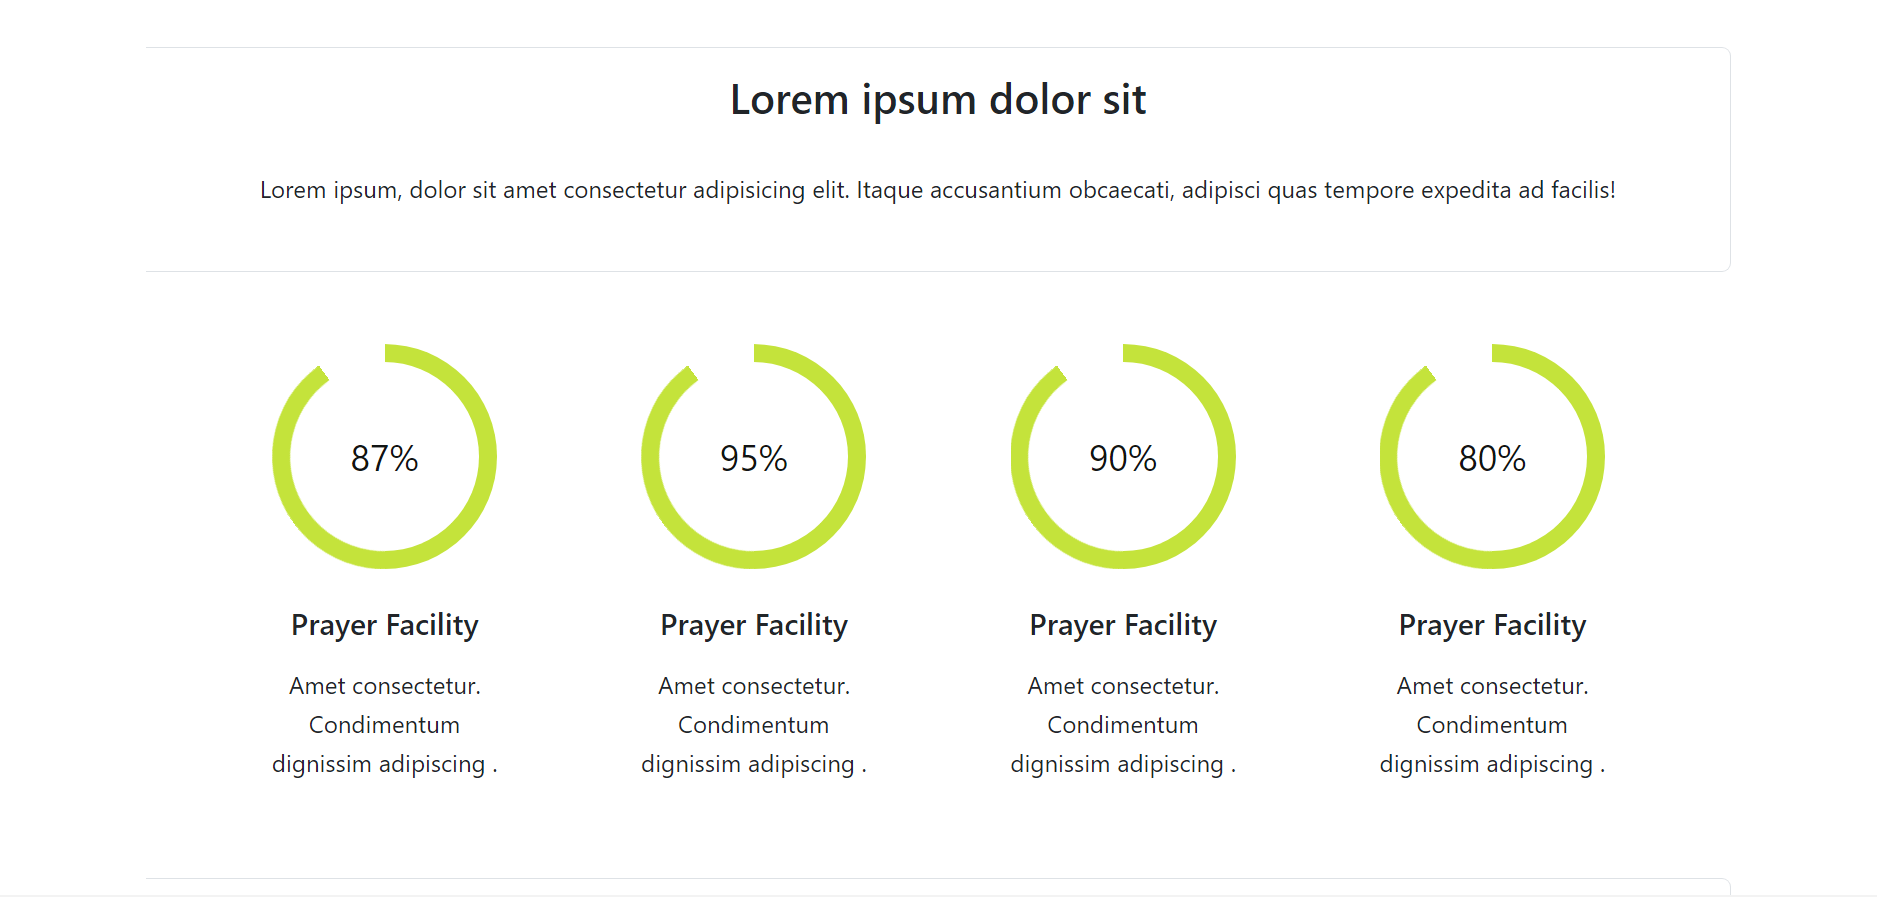 Lorem ipsum dolor sit
Lorem ipsum, dolor sit amet consectetur adipisicing elit. Itaque accusantium obcaecati, adipisci quas tempore expedita ad facilis!
87%
95%
90%
80%
Prayer Facility
Prayer Facility
Prayer Facility
Prayer Facility
Amet consectetur.
Condimentum
dignissim adipiscing .
Amet consectetur.
Condimentum
dignissim adipiscing .
Amet consectetur.
Condimentum
dignissim adipiscing .
Amet consectetur.
Condimentum
dignissim adipiscing .